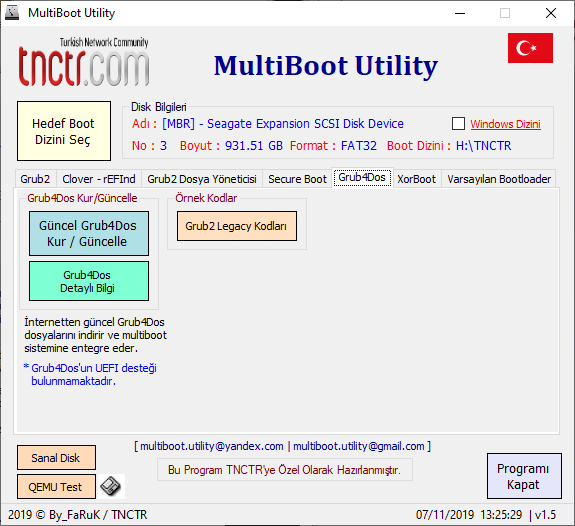 MultiBoot Utility
Turkish Network Community
tnctr.com
MultiBoot Utility
Hedef Boot
Dizini Seç
Disk Bilgileri
Adı : [MBR] - Seagate Expansion SCSI Disk Device
Windows Dizini
No : 3 Boyut : 931.51 GB Format : FAT32 Boot Dizini : H:\TNCTR
Grub2 Clover - rEFInd Grub2 Dosya Yöneticisi Secure Boot Grub4Dos XorBoot Varsayılan Bootloader
Grub4Dos Kur/Güncelle
Güncel Grub4Dos
Kur / Güncelle
Grub4Dos
Detaylı Bilgi
Örnek Kodlar
Grub2 Legacy Kodları
İnternetten güncel Grub4Dos
dosyalarını indirir ve multiboot
sistemine entegre eder.
* Grub4Dos'un UEFI desteği
bulunmamaktadır.
Sanal Disk
QEMU Test
[ multiboot.utility@yandex.com | multiboot.utility@gmail.com ]
Bu Program TNCTR'ye Özel Olarak Hazırlanmıştır.
Programı
Kapat
2019 © By_FaRuK / TNCTR
07/11/2019 13:25:29 | v1.5